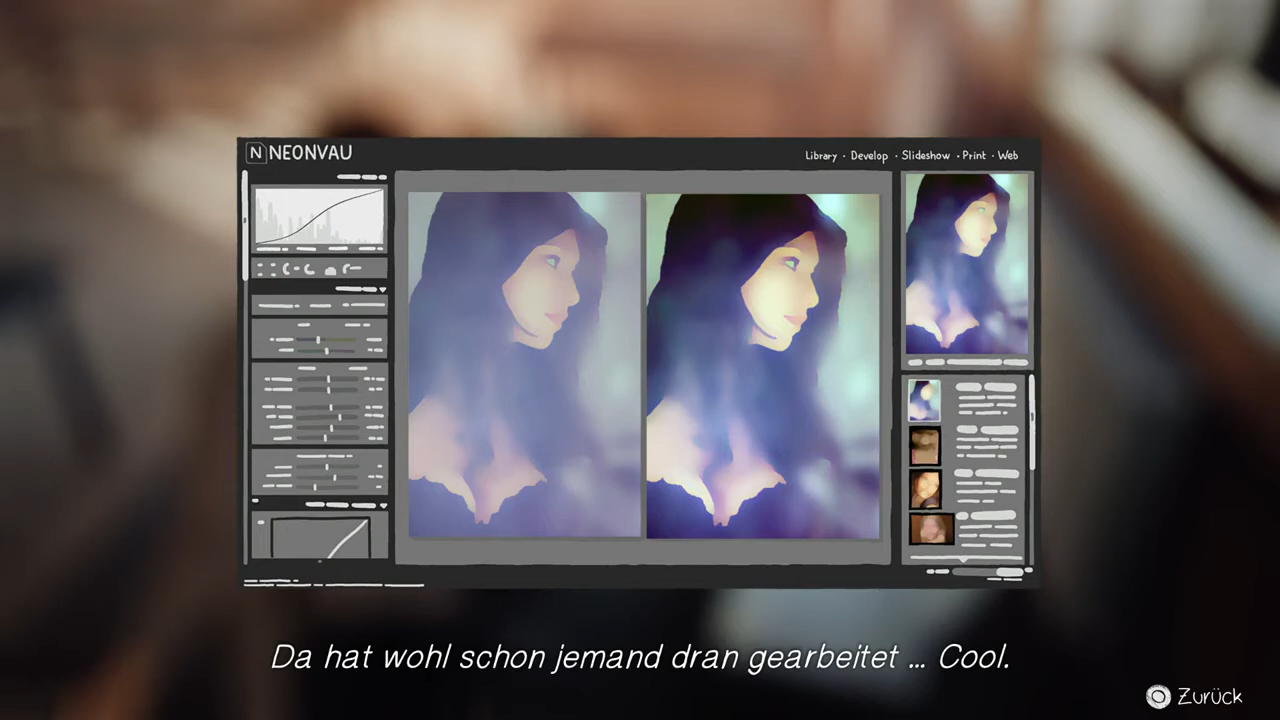 N NEONVAU
Library · Develop · Slideshow · Print · Web
Da hat wohl schon jemand dran gearbeitet ... Cool.
Zurück